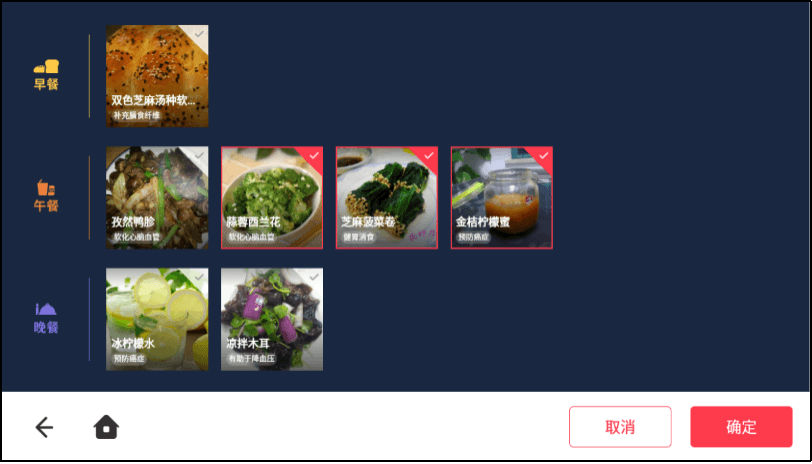 早餐
双色芝麻汤种软...
补充膳食纤维
午餐
孜然鸭胗
软化心脑血管
蒜蓉西兰花
软化心脑血管
芝麻菠菜卷
健胃消食
金桔柠檬蜜
预防癌症
晚餐
冰柠檬水
预防癌症
凉拌木耳
有助于降血压
取消
确定